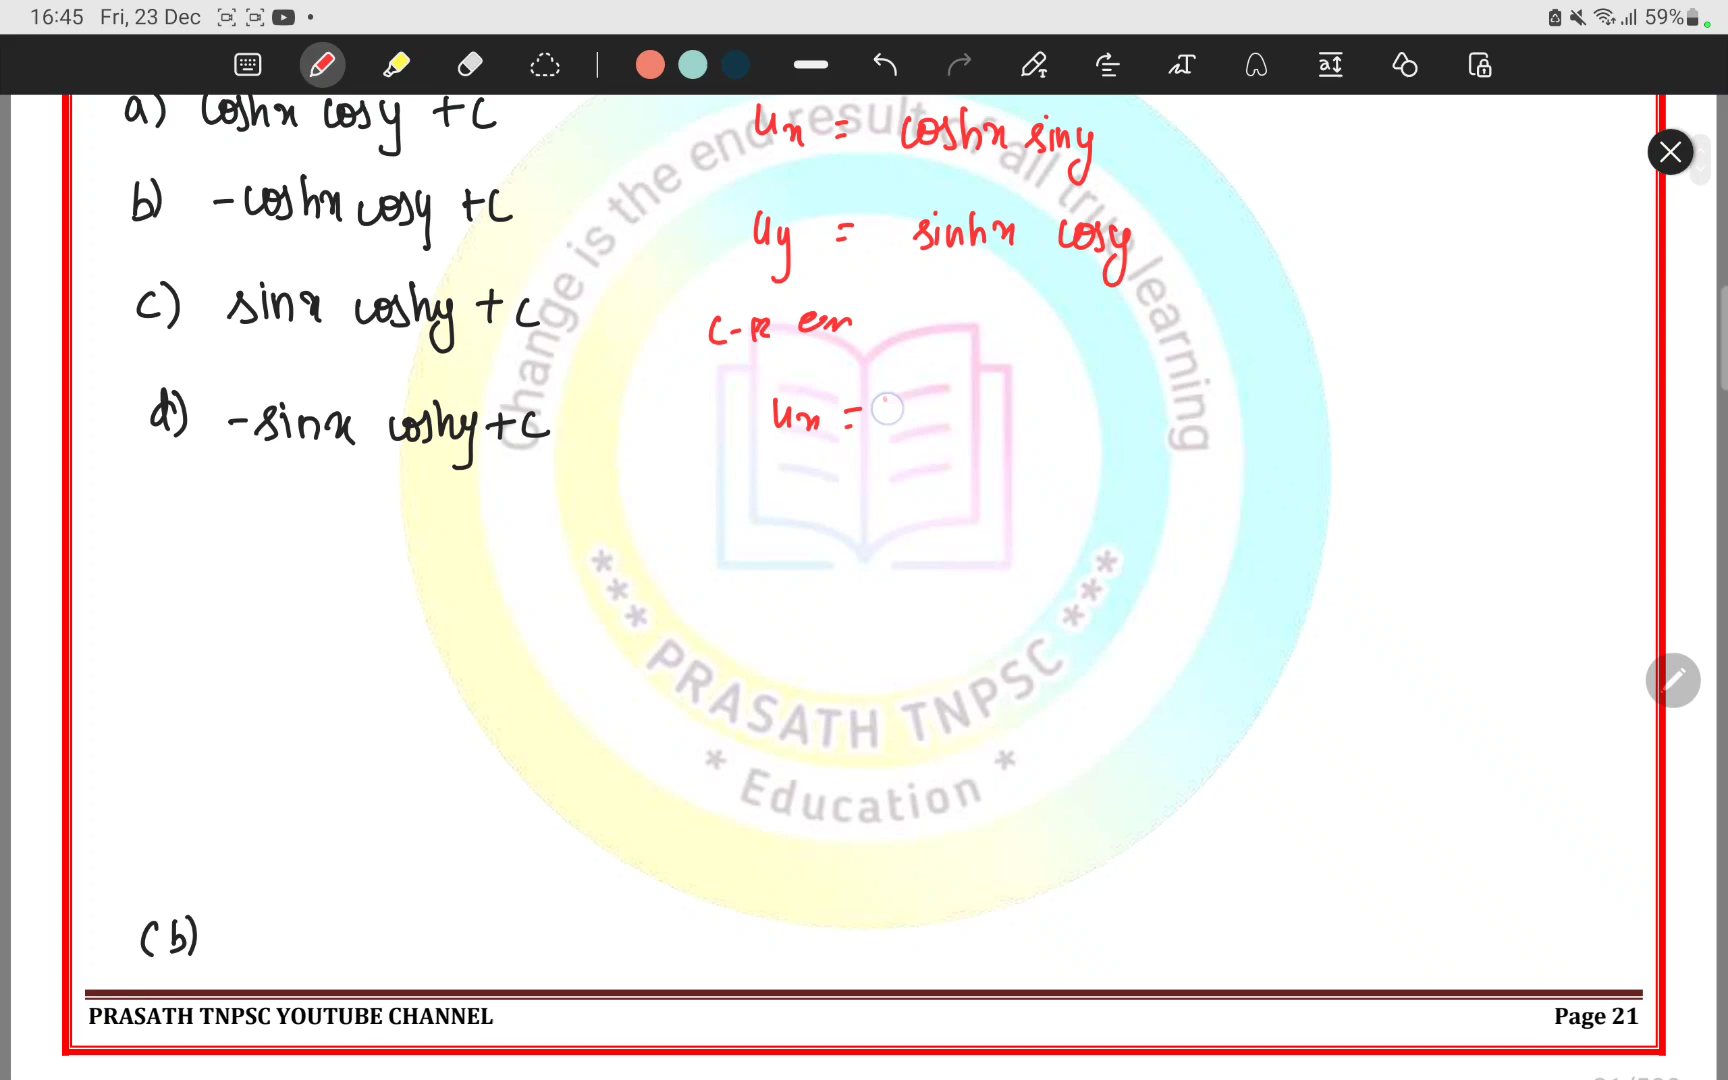 16:45 Fri, 23 Dec
59%
a) coshx cosy + c
b) -coshx cosy + c
c) sinx coshy + c
d) -sinx coshy + c
ux = coshx siny
uy = sinhx cosy
C-R
ux =
(b)
Change is the end result of all true learning
*** PRASATH TNPSC ***
* Education *
PRASATH TNPSC YOUTUBE CHANNEL
Page 21